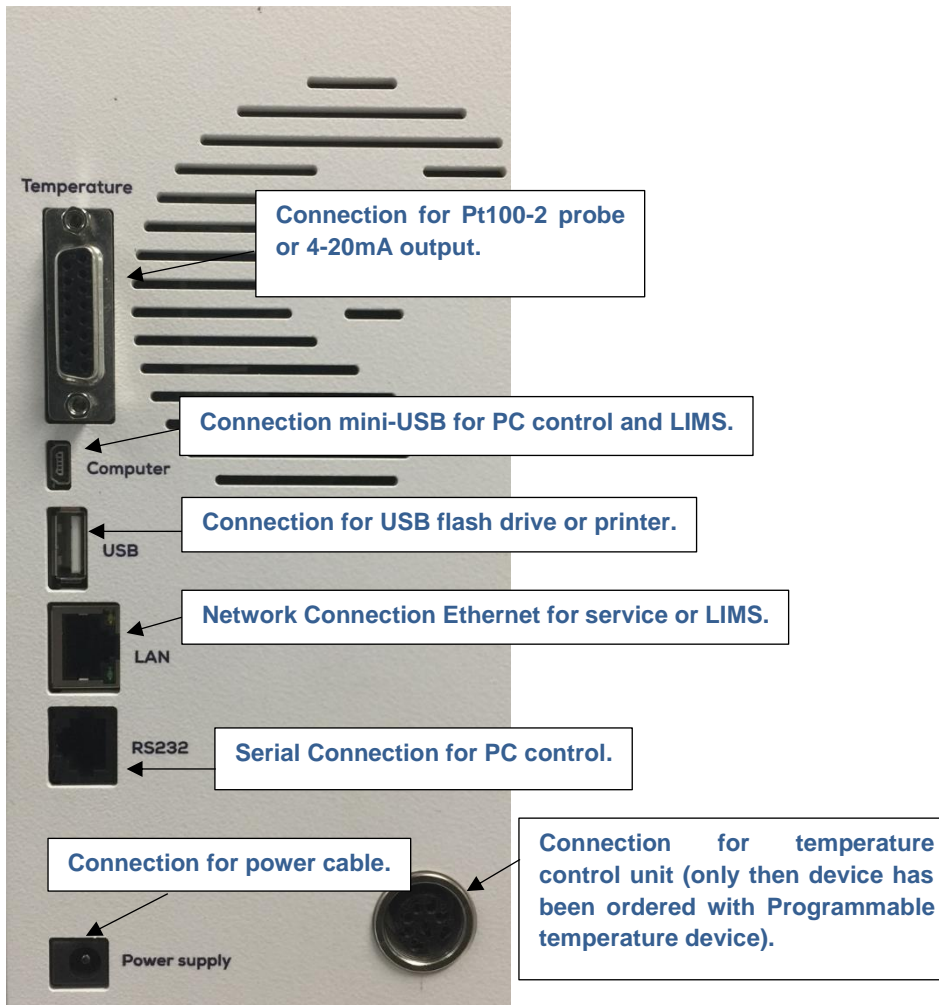 Temperature
Connection for Pt100-2 probe
or 4-20mA output.
Connection mini-USB for PC control and LIMS.
Computer
Connection for USB flash drive or printer.
USB
Network Connection Ethernet for service or LIMS.
LAN
RS232
Serial Connection for PC control.
Connection for power cable.
Connection for temperature
control unit (only then device has
been ordered with Programmable
temperature device).
Power supply